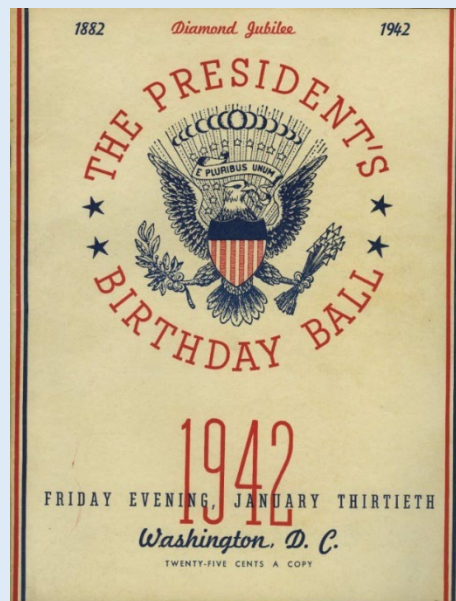 1882 Diamond Jubilee 1942
THE PRESIDENT'S
E PLURIBUS UNUM
BIRTHDAY BALL
1942
FRIDAY EVENING, JANUARY THIRTIETH
Washington, D. C.
TWENTY-FIVE CENTS A COPY